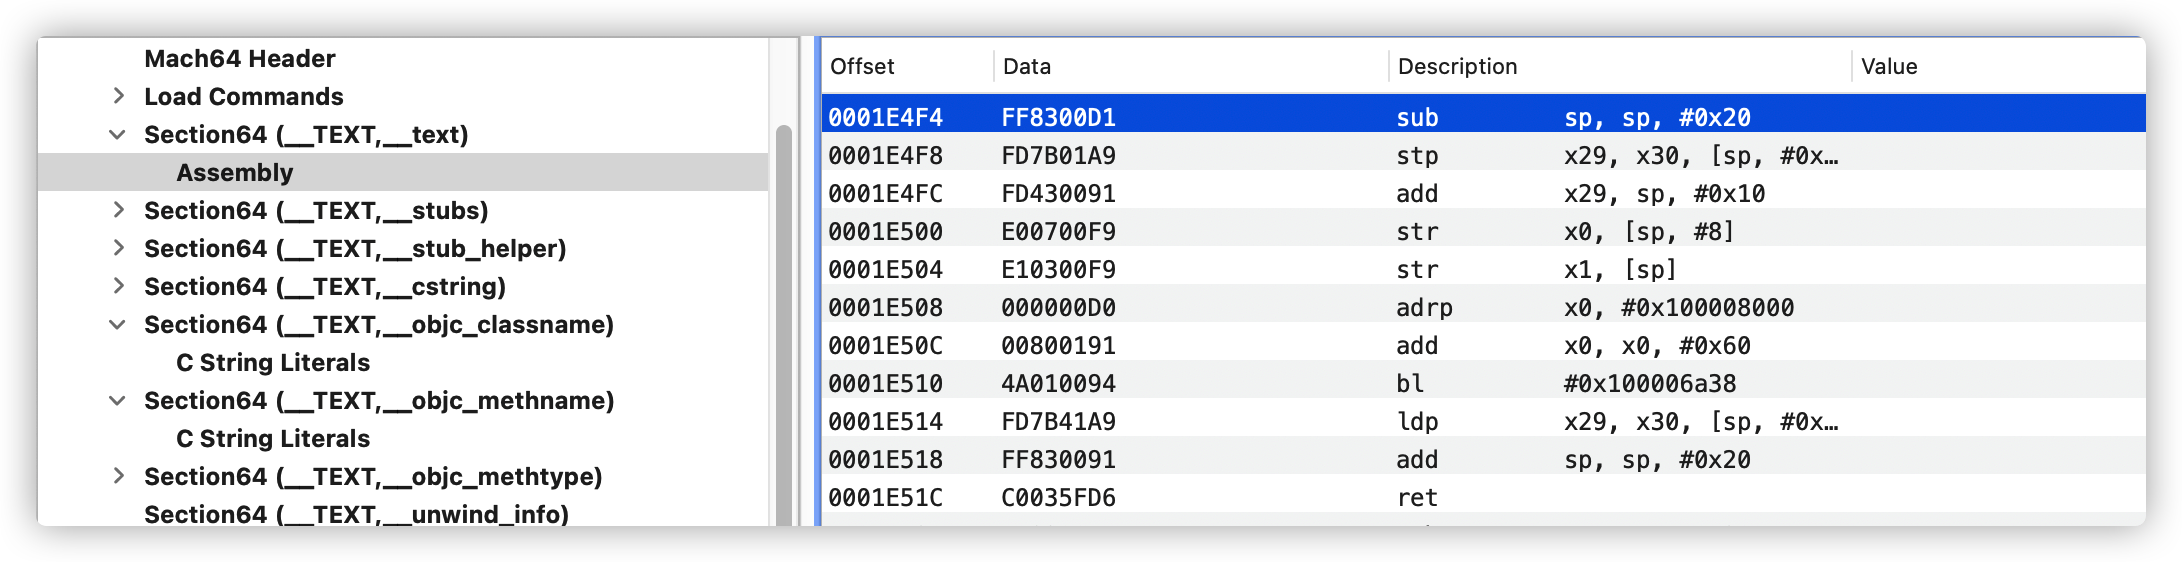 Mach64 Header
Load Commands
Section64 (__TEXT,__text)
Assembly
Section64 (__TEXT,__stubs)
Section64 (__TEXT,__stub_helper)
Section64 (__TEXT,__cstring)
Section64 (__TEXT,__objc_classname)
C String Literals
Section64 (__TEXT,__objc_methname)
C String Literals
Section64 (__TEXT,__objc_methtype)
Section64 (__TEXT,__unwind_info)
Offset Data Description Value
0001E4F4 FF8300D1 sub sp, sp, #0x20
0001E4F8 FD7B01A9 stp x29, x30, [sp, #0x…
0001E4FC FD430091 add x29, sp, #0x10
0001E500 E00700F9 str x0, [sp, #8]
0001E504 E10300F9 str x1, [sp]
0001E508 000000D0 adrp x0, #0x100008000
0001E50C 00800191 add x0, x0, #0x60
0001E510 4A010094 bl #0x100006a38
0001E514 FD7B41A9 ldp x29, x30, [sp, #0x…
0001E518 FF830091 add sp, sp, #0x20
0001E51C C0035FD6 ret